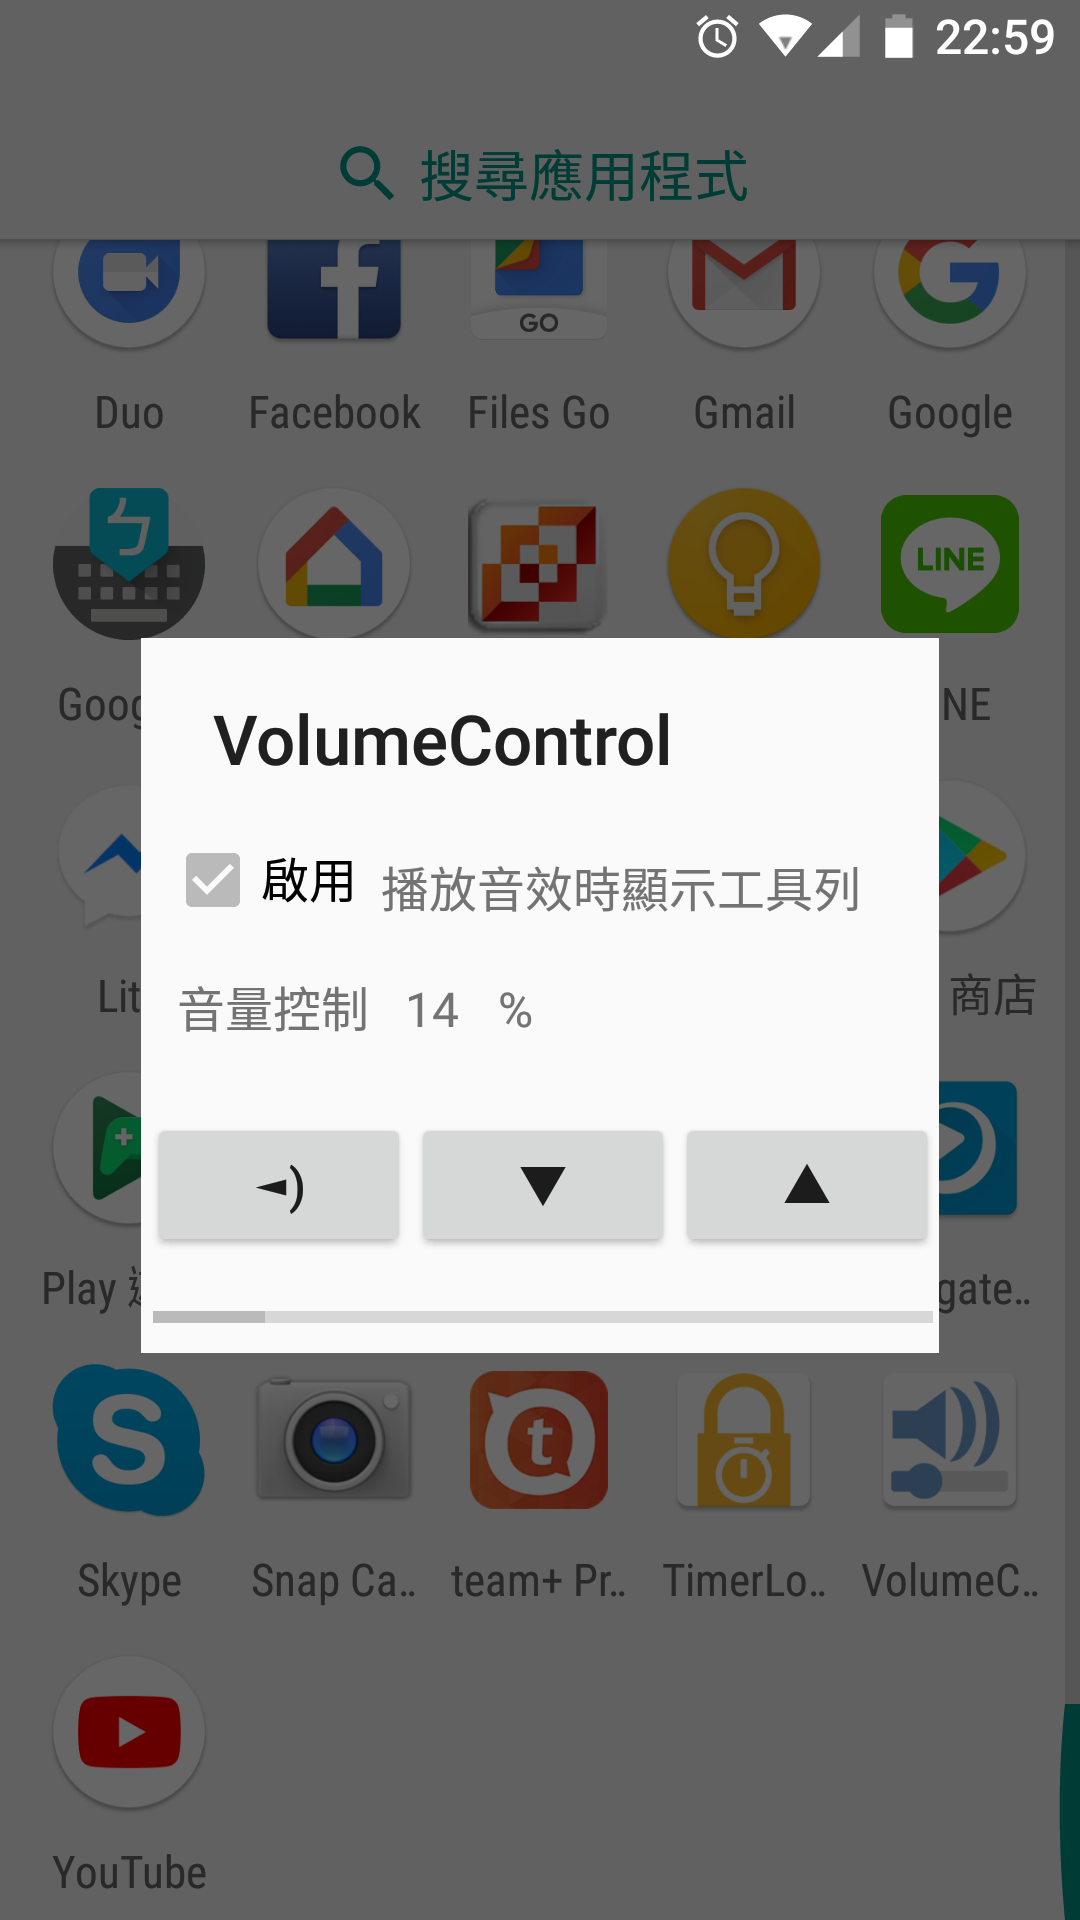 22:59
搜尋應用程式
GO
Duo Facebook Files Go Gmail Google
ㄅ
LINE
Goog NE
VolumeControl
啟用 播放音效時顯示工具列
Lit 商店
音量控制 14 %
Play gate...
t
Skype Snap Ca... team+ Pr... TimerLo... VolumeC...
YouTube